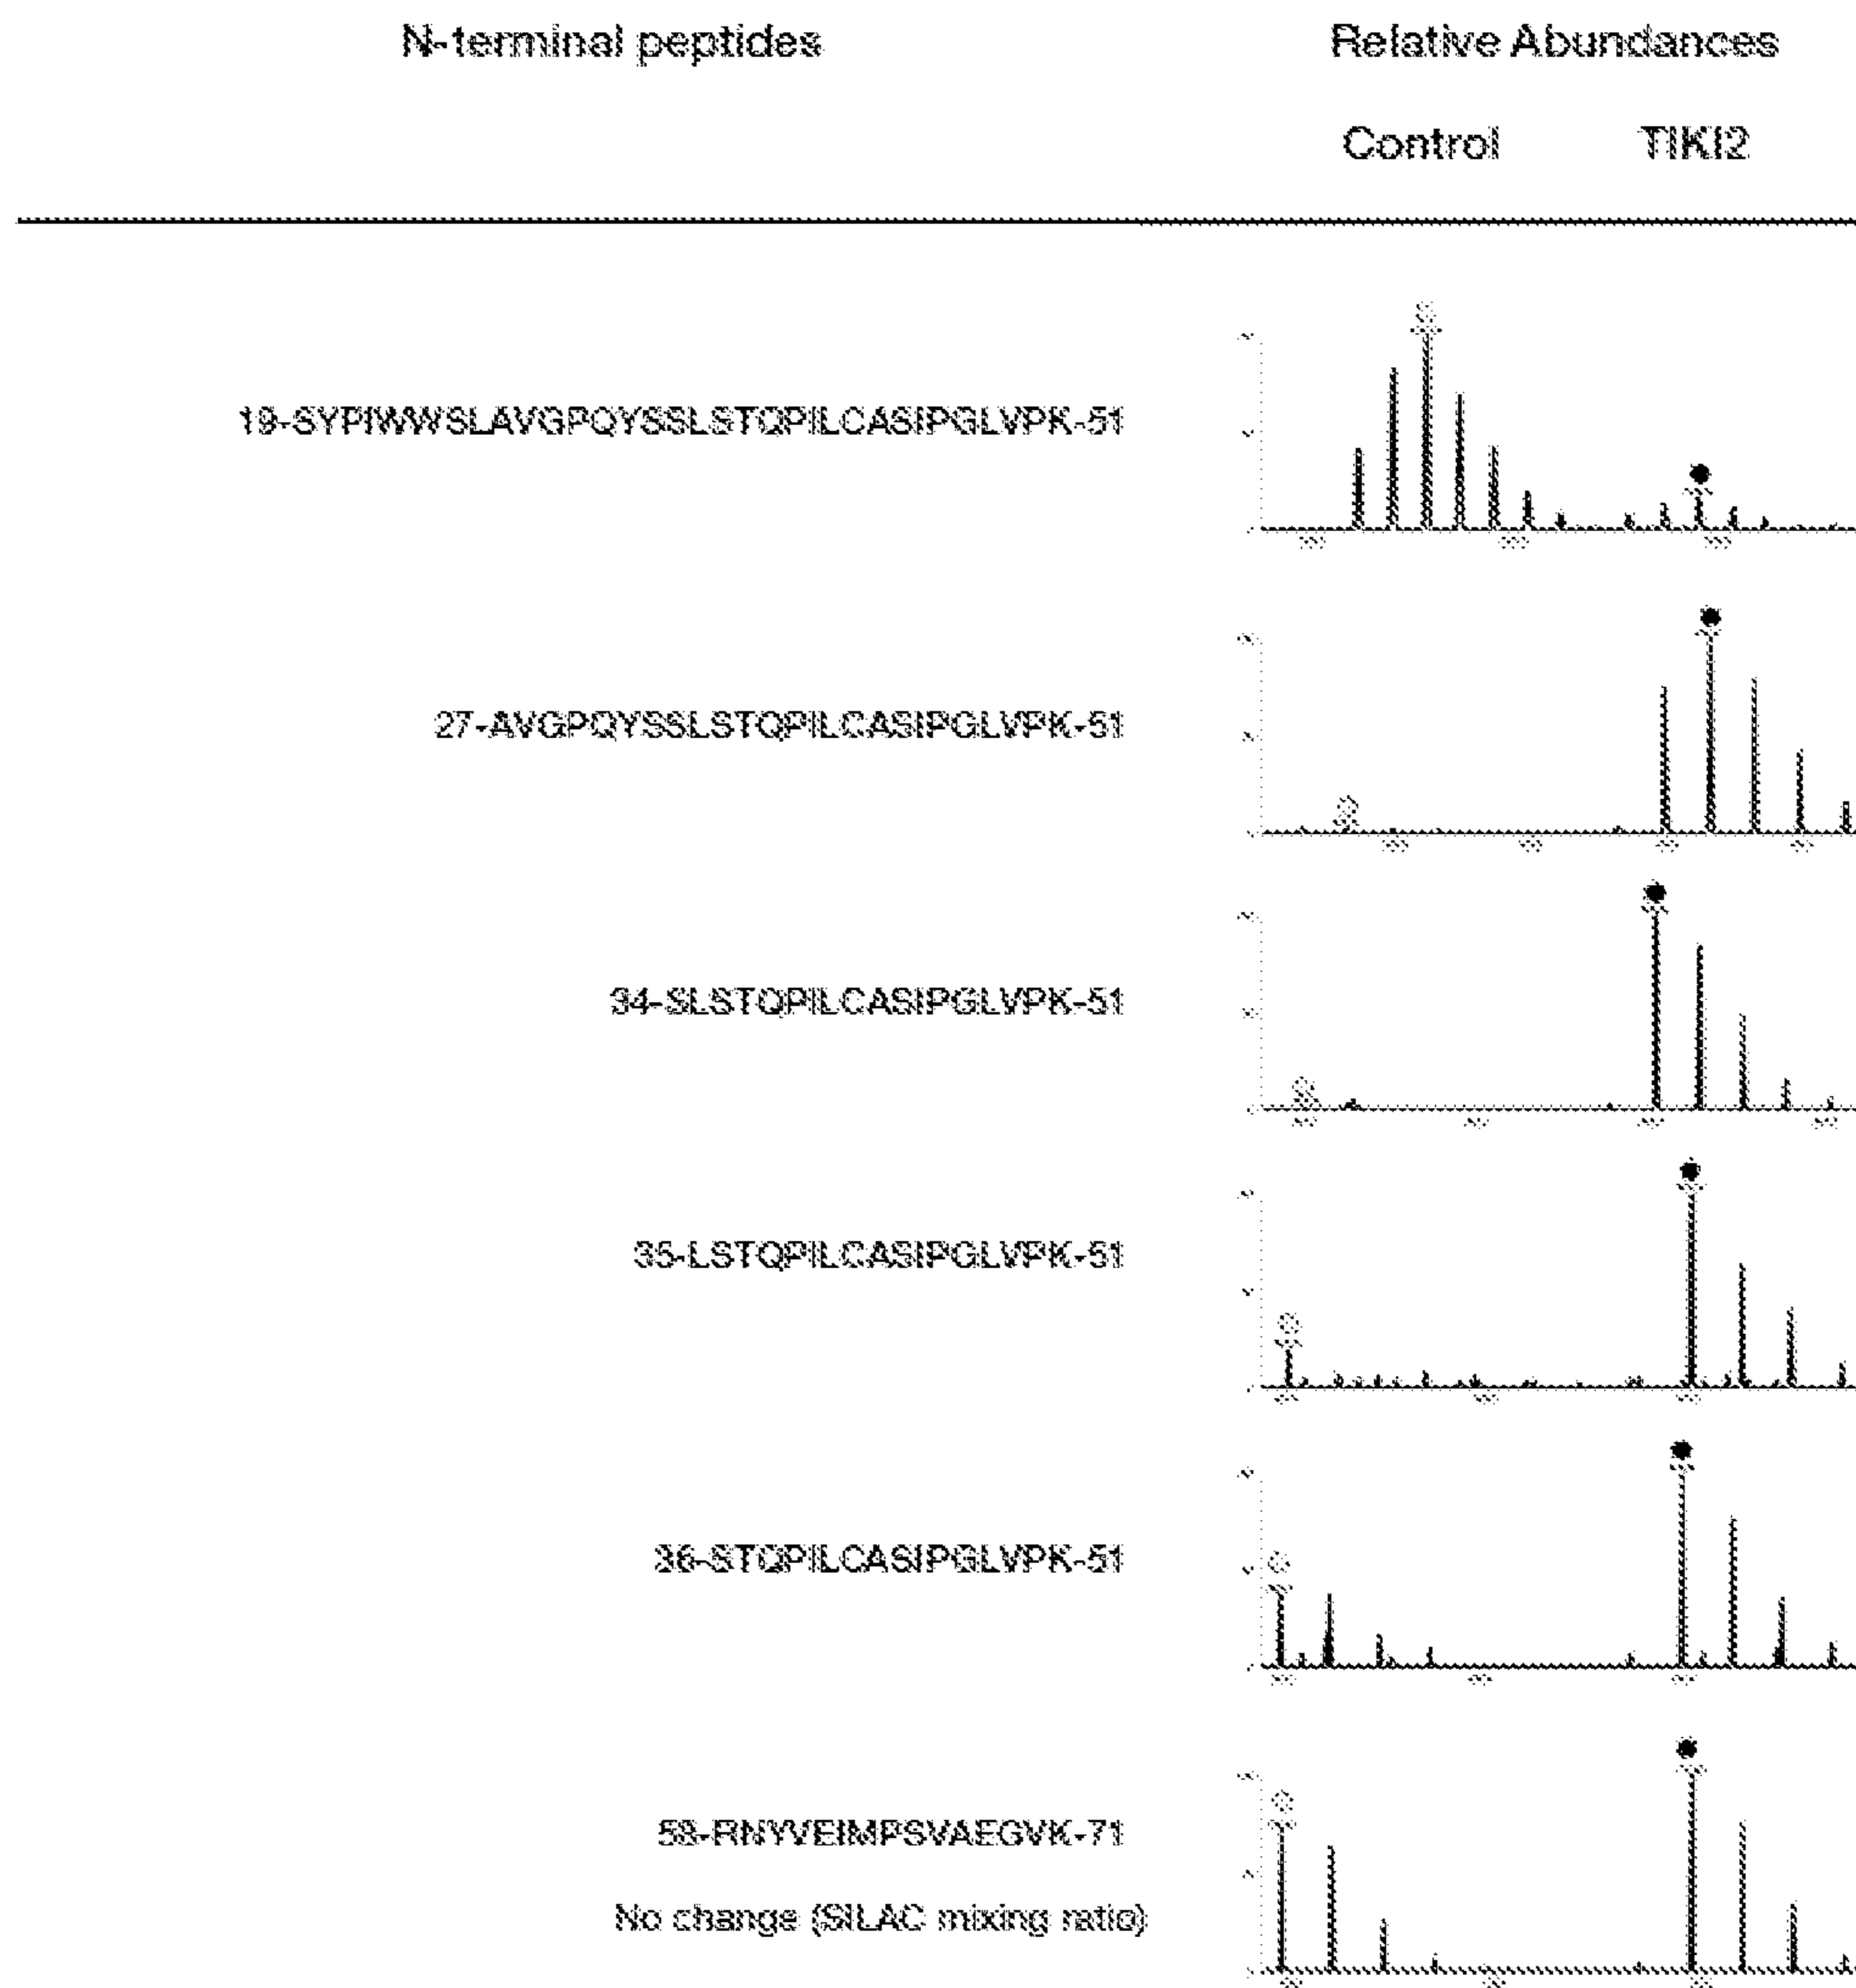 N-terminal peptides
Relative Abundances
Control TIKI2
19-SYPIWWSLAVGPQYSSLSTQPILCASIPGLVPK-51
27-AVGPQYSSLSTQPILCASIPGLVPK-51
34-SLSTQPILCASIPGLVPK-51
35-LSTQPILCASIPGLVPK-51
36-STQPILCASIPGLVPK-51
58-RNYVEIMPSVAEGVK-71
No change (SILAC mixing ratio)